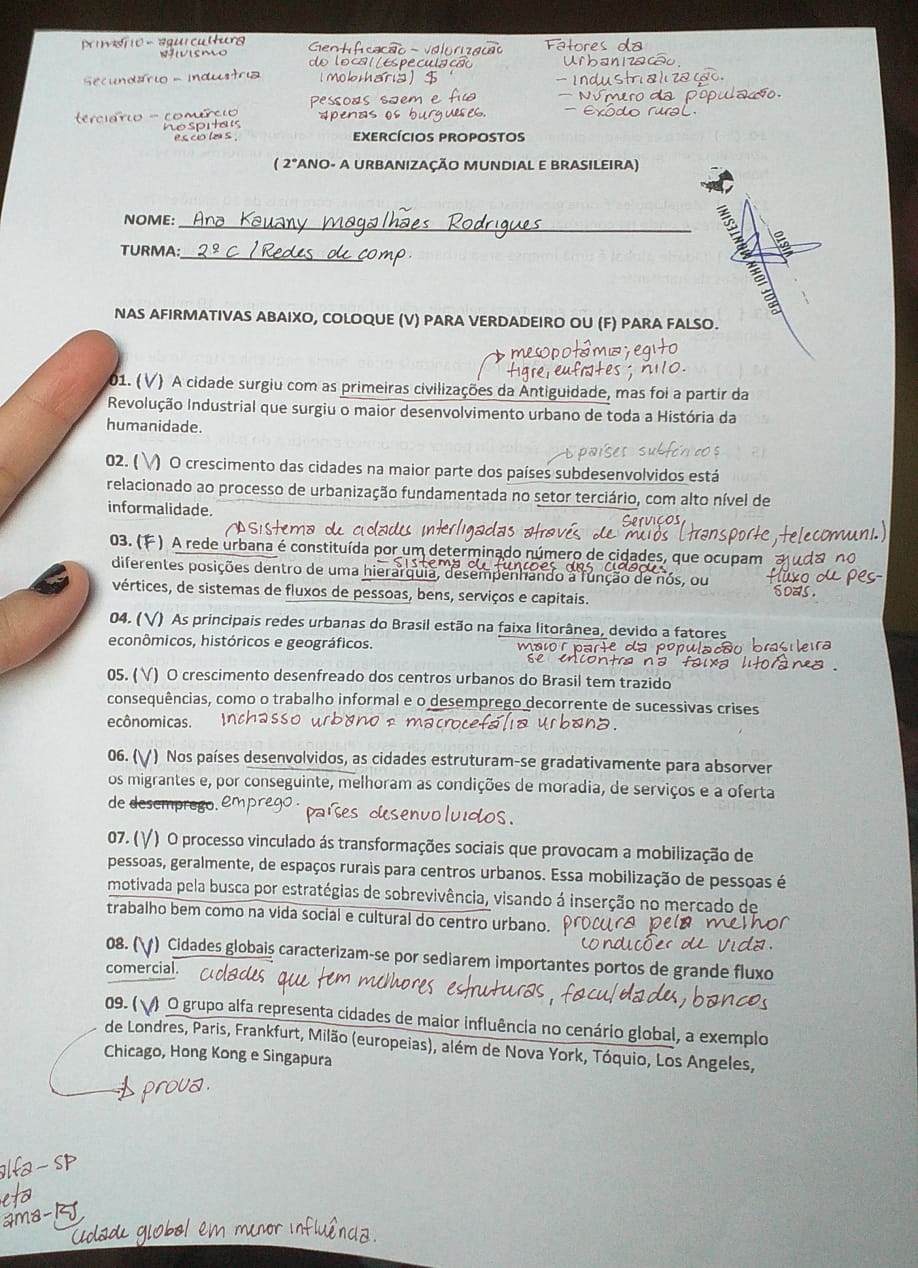 primário - aquicultura
ativismo
secundário - industria
terciário - comércio
hospitais
escolas.
Gentificacão - valorização
do local (especulação
imobiliária) $
pessoas saem e fica
apenas os burgueses.
Fatores da
Urbanização.
- industrialização.
- Número da população.
- Exôdo rural.
EXERCÍCIOS PROPOSTOS
( 2°ANO- A URBANIZAÇÃO MUNDIAL E BRASILEIRA)
NOME: Ana Kauany Magalhães Rodrigues
TURMA: 2º C / Redes de comp.
PROF JOHN MONTESINI
VISTO
NAS AFIRMATIVAS ABAIXO, COLOQUE (V) PARA VERDADEIRO OU (F) PARA FALSO.
mesopotâmia; egito
tigre, eufrates; nilo.
01. (V) A cidade surgiu com as primeiras civilizações da Antiguidade, mas foi a partir da
Revolução Industrial que surgiu o maior desenvolvimento urbano de toda a História da
humanidade.
países subfônicos
02. (V) O crescimento das cidades na maior parte dos países subdesenvolvidos está
relacionado ao processo de urbanização fundamentada no setor terciário, com alto nível de
informalidade.
serviços
sistema de cidades interligadas através de meios (transporte, telecomuni.)
03. (F) A rede urbana é constituída por um determinado número de cidades, que ocupam
ajuda no
fluxo de pes-
soas.
- sistema de funções das cidades.
diferentes posições dentro de uma hierarquia, desempenhando a função de nós, ou
vértices, de sistemas de fluxos de pessoas, bens, serviços e capitais.
04. (V) As principais redes urbanas do Brasil estão na faixa litorânea, devido a fatores
econômicos, históricos e geográficos.
maior parte da população brasileira
se encontra na faixa litorânea.
05. (V) O crescimento desenfreado dos centros urbanos do Brasil tem trazido
consequências, como o trabalho informal e o desemprego decorrente de sucessivas crises
ecônomicas. inchasso urbano = macrocefália urbana.
06. (V) Nos países desenvolvidos, as cidades estruturam-se gradativamente para absorver
os migrantes e, por conseguinte, melhoram as condições de moradia, de serviços e a oferta
de desemprego. emprego.
países desenvolvidos.
07. (V) O processo vinculado ás transformações sociais que provocam a mobilização de
pessoas, geralmente, de espaços rurais para centros urbanos. Essa mobilização de pessoas é
motivada pela busca por estratégias de sobrevivência, visando á inserção no mercado de
trabalho bem como na vida social e cultural do centro urbano. procura pela melhor
condições de vida.
08. (V) Cidades globais caracterizam-se por sediarem importantes portos de grande fluxo
comercial. cidades que tem melhores estruturas, faculdades, bancos
09. (V) O grupo alfa representa cidades de maior influência no cenário global, a exemplo
de Londres, Paris, Frankfurt, Milão (europeias), além de Nova York, Tóquio, Los Angeles,
Chicago, Hong Kong e Singapura
prova.
alfa - SP
eta
ama - RJ
cidade global em menor influência.